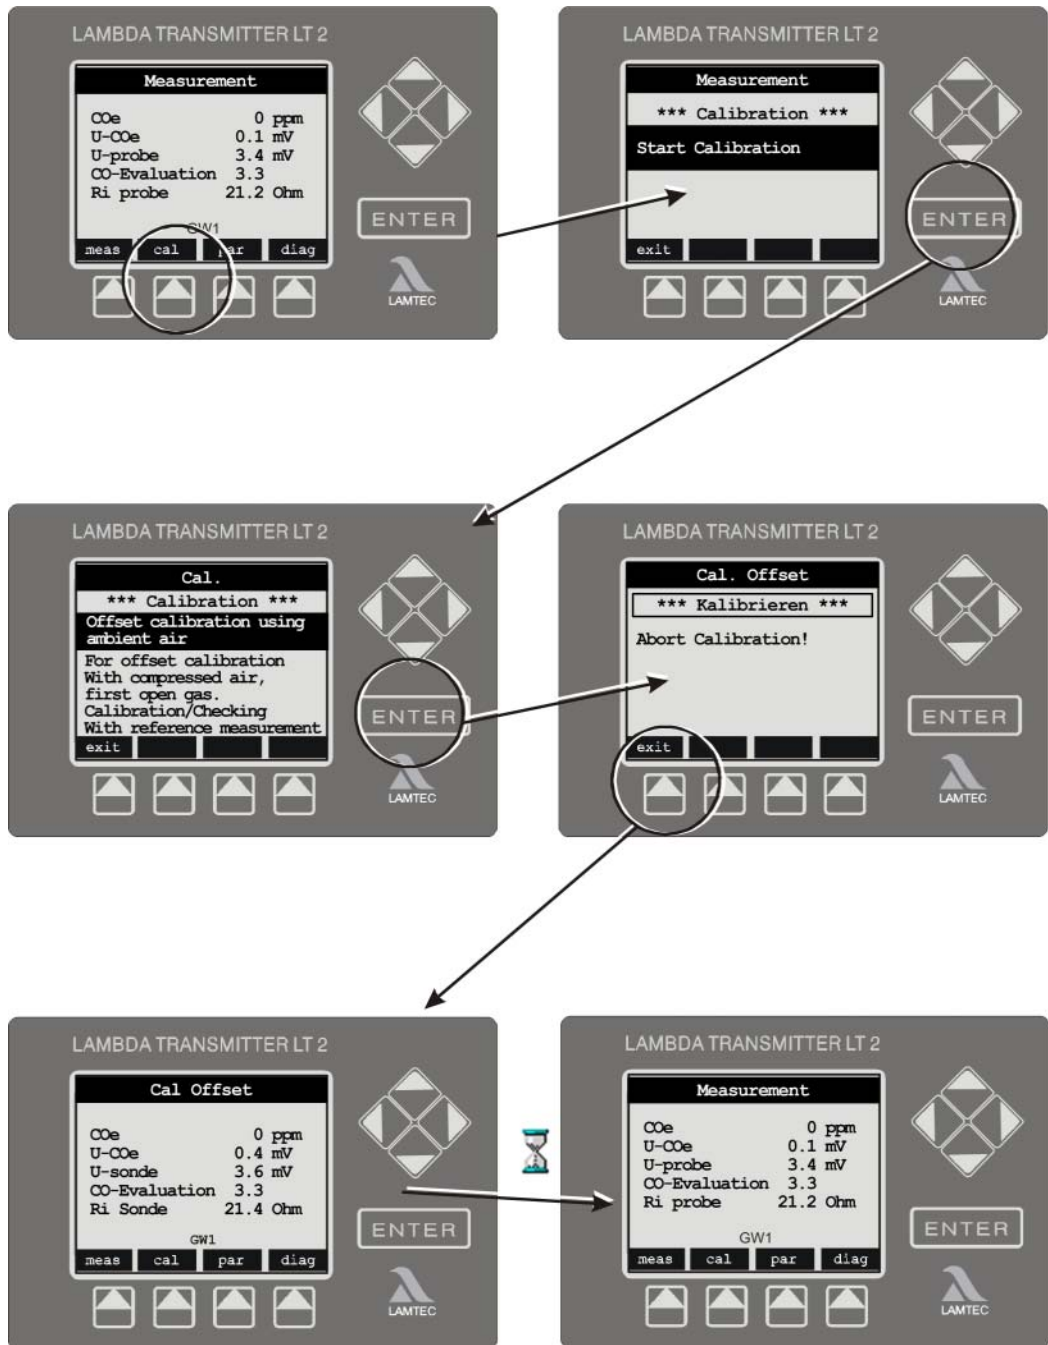 LAMBDA TRANSMITTER LT 2
Measurement
COe 0 ppm
U-COe 0.1 mV
U-probe 3.4 mV
CO-Evaluation 3.3
Ri probe 21.2 Ohm
GW1
meas cal par diag
ENTER
LAMTEC
LAMBDA TRANSMITTER LT 2
Measurement
*** Calibration ***
Start Calibration
exit
ENTER
LAMTEC
LAMBDA TRANSMITTER LT 2
Cal.
*** Calibration ***
Offset calibration using
ambient air
For offset calibration
With compressed air,
first open gas.
Calibration/Checking
With reference measurement
exit
ENTER
LAMTEC
LAMBDA TRANSMITTER LT 2
Cal. Offset
*** Kalibrieren ***
Abort Calibration!
exit
ENTER
LAMTEC
LAMBDA TRANSMITTER LT 2
Cal Offset
COe 0 ppm
U-COe 0.4 mV
U-sonde 3.6 mV
CO-Evaluation 3.3
Ri Sonde 21.4 Ohm
GW1
meas cal par diag
ENTER
LAMTEC
LAMBDA TRANSMITTER LT 2
Measurement
COe 0 ppm
U-COe 0.1 mV
U-probe 3.4 mV
CO-Evaluation 3.3
Ri probe 21.2 Ohm
GW1
meas cal par diag
ENTER
LAMTEC